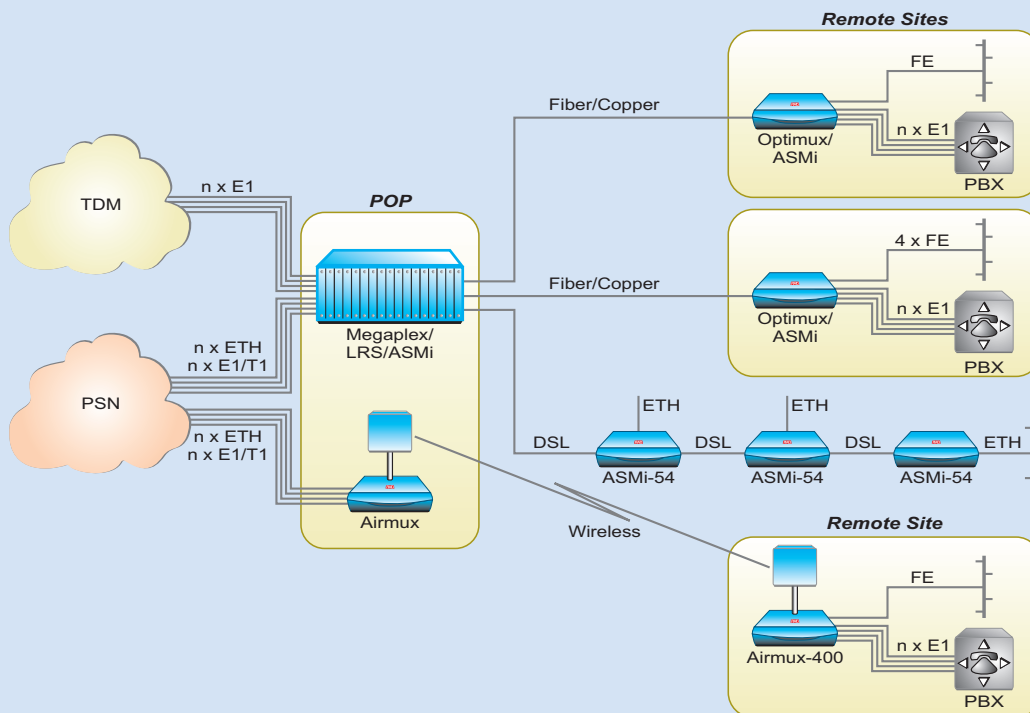 Remote Sites
FE
Fiber/Copper
Optimux/
ASMi
n x E1
PBX
n x E1
TDM
POP
4 x FE
Fiber/Copper
Optimux/
ASMi
n x E1
PBX
Megaplex/
LRS/ASMi
n x ETH
n x E1/T1
PSN
n x ETH
n x E1/T1
Airmux
ETH
ETH
DSL
DSL
DSL
ETH
ASMi-54
ASMi-54
ASMi-54
Wireless
Remote Site
FE
n x E1
Airmux-400
PBX